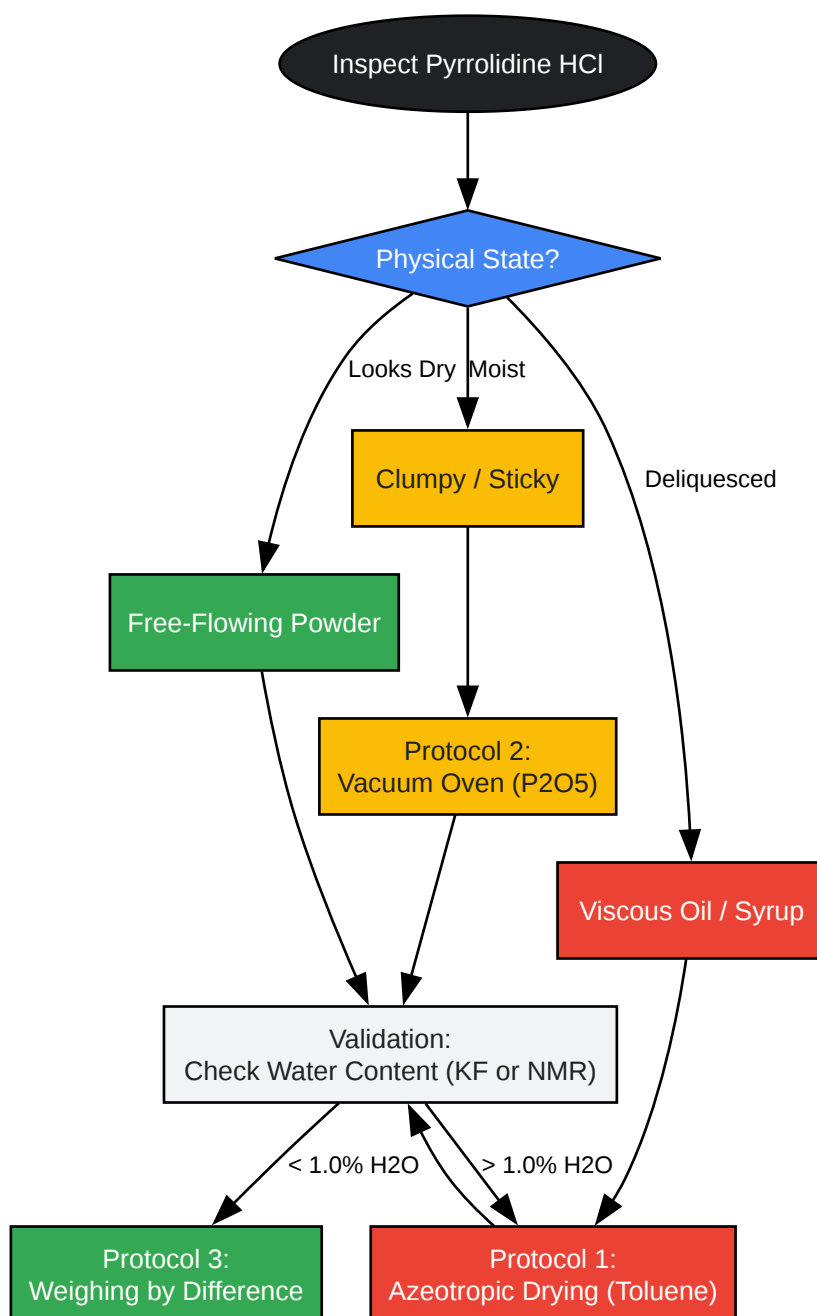 Inspect Pyrrolidine HCl
Physical State?
Looks Dry
Moist
Clumpy / Sticky
Deliquesced
Free-Flowing Powder
Protocol 2:
Vacuum Oven (P2O5)
Viscous Oil / Syrup
Validation:
Check Water Content (KF or NMR)
< 1.0% H2O
> 1.0% H2O
Protocol 3:
Weighing by Difference
Protocol 1:
Azeotropic Drying (Toluene)